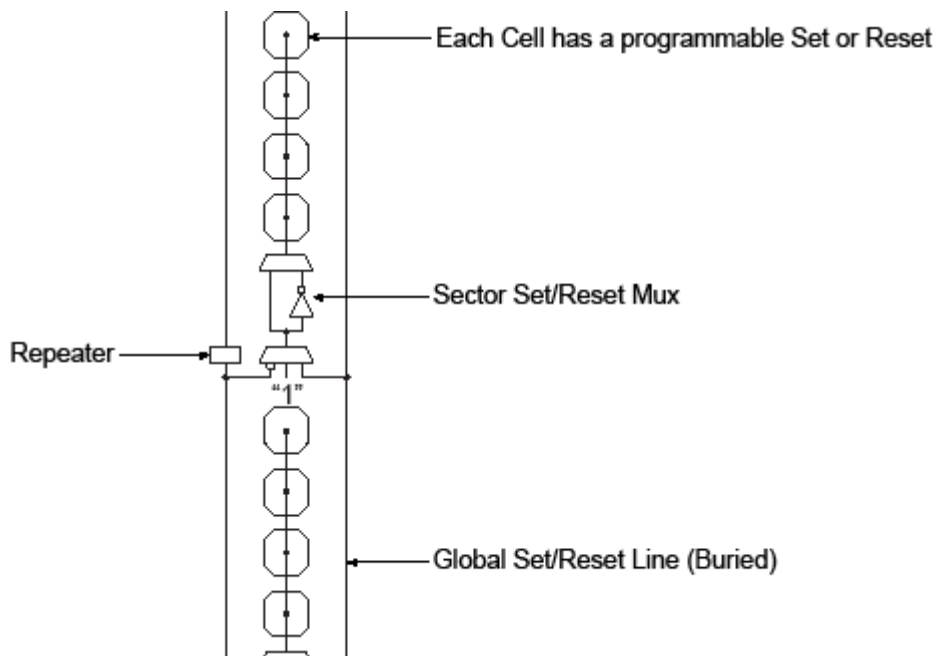 Each Cell has a programmable Set or Reset
Sector Set/Reset Mux
Repeater
"1"
Global Set/Reset Line (Buried)